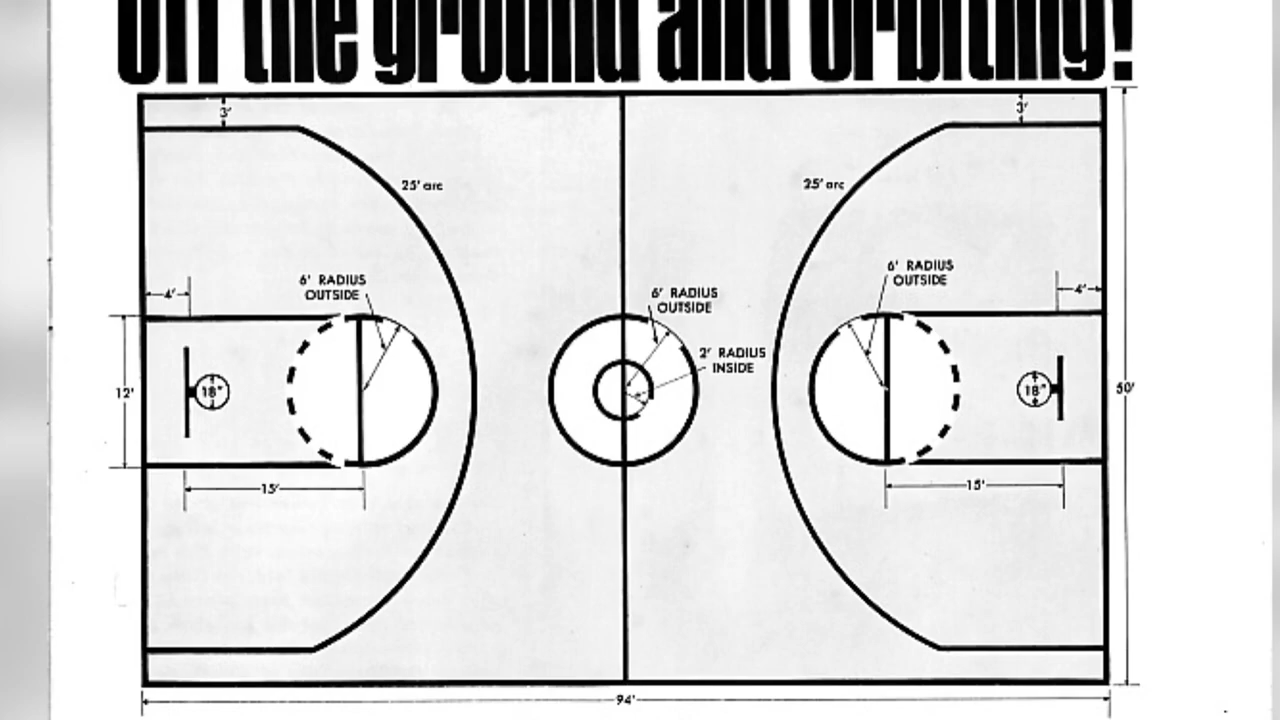 off the ground and orbiting!
3'
3'
25' arc
25' arc
6' RADIUS
OUTSIDE
6' RADIUS
OUTSIDE
6' RADIUS
OUTSIDE
4'
4'
2' RADIUS
INSIDE
12'
18"
18"
50'
15'
15'
94'